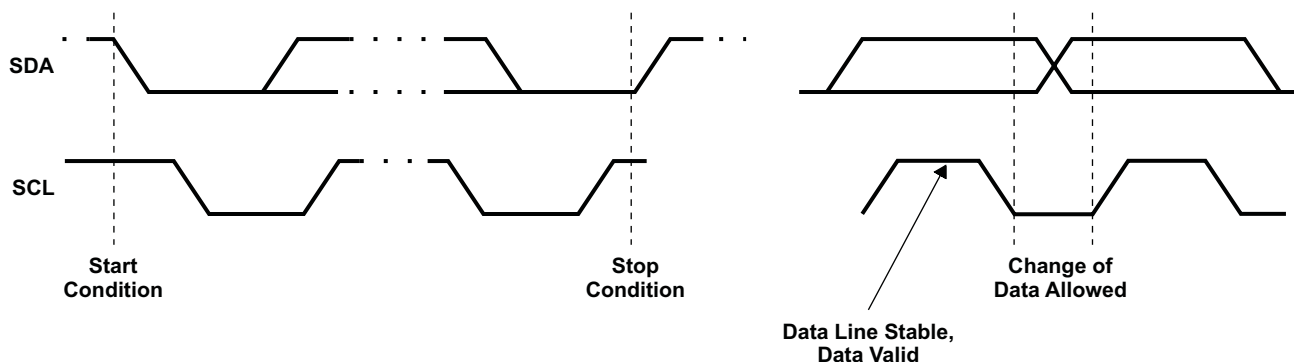 SDA
SCL
Start
Condition
Stop
Condition
Change of
Data Allowed
Data Line Stable,
Data Valid